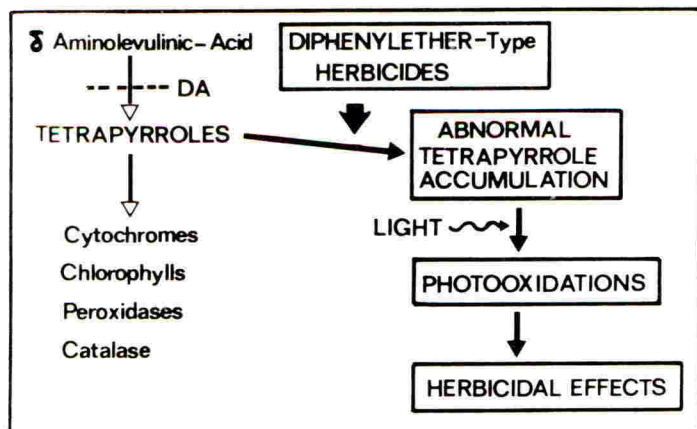 δ Aminolevulinic-Acid
DA
TETRAPYRROLES
Cytochromes
Chlorophylls
Peroxidases
Catalase
DIPHENYLETHER-Type
HERBICIDES
ABNORMAL
TETRAPYRROLE
ACCUMULATION
LIGHT
PHOTOOXIDATIONS
HERBICIDAL EFFECTS